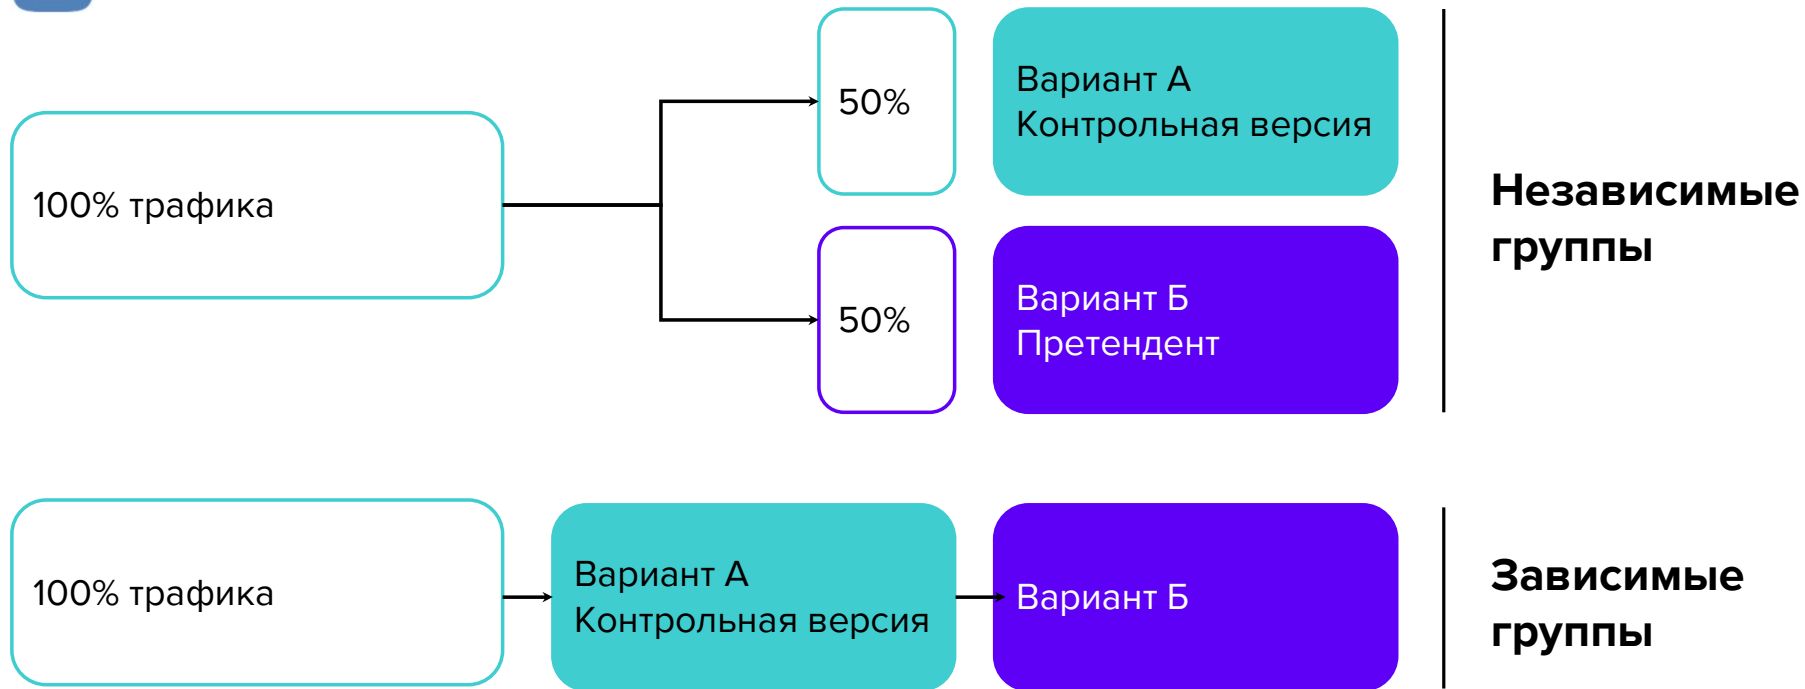 100% трафика
50%
Вариант А
Контрольная версия
50%
Вариант Б
Претендент
Независимые
группы
100% трафика
Вариант А
Контрольная версия
Вариант Б
Зависимые
группы